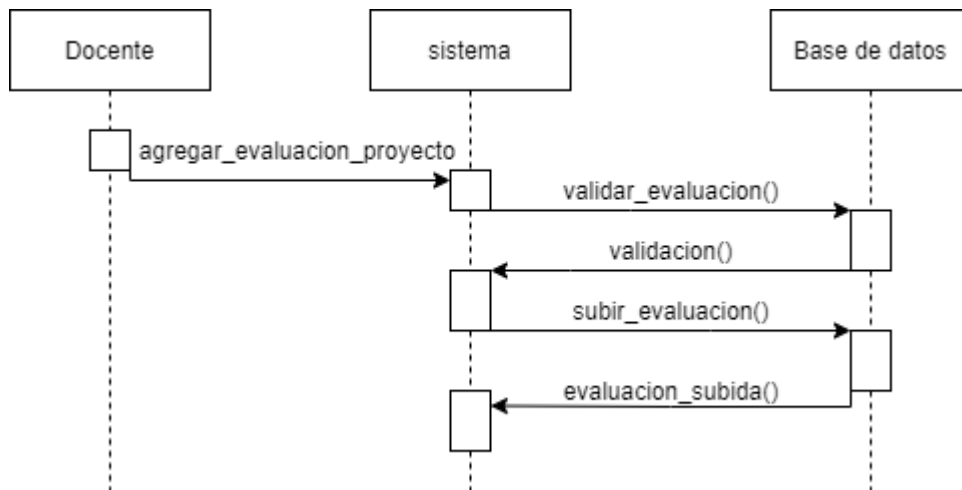 Docente
sistema
Base de datos
agregar_evaluacion_proyecto
validar_evaluacion()
validacion()
subir_evaluacion()
evaluacion_subida()